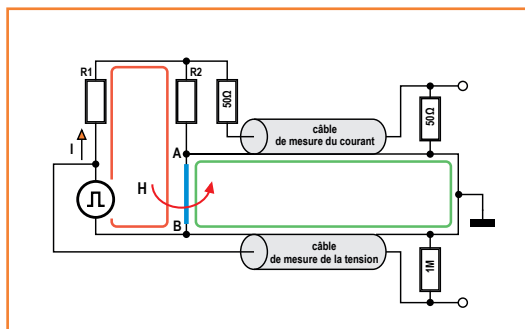 R1
R2
50Ω
50Ω
câble
de mesure du courant
I
A
H
B
câble
de mesure de la tension
1M